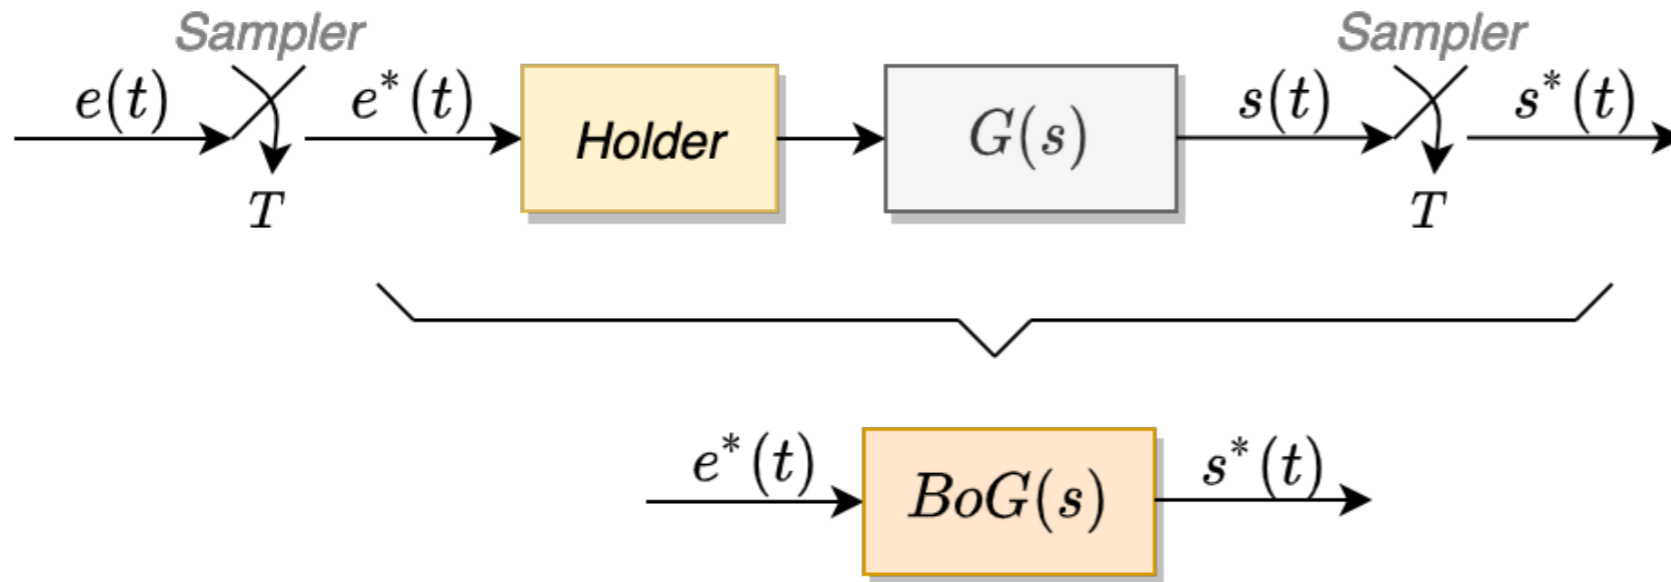 Sampler
Sampler
e(t)
e*(t)
Holder
G(s)
s(t)
s*(t)
T
T
e*(t)
BoG(s)
s*(t)